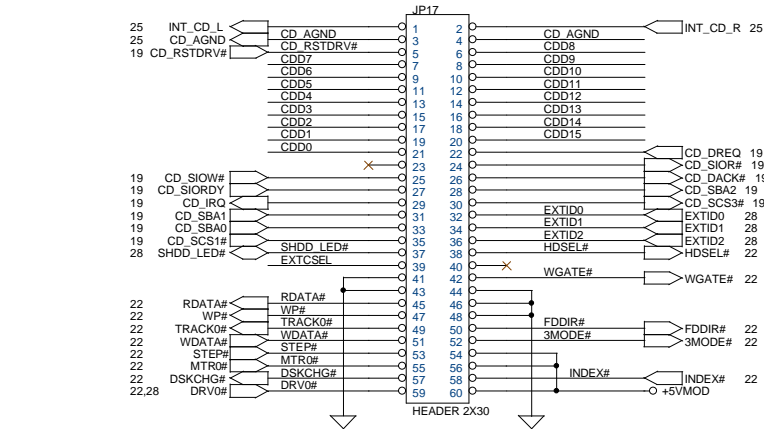 JP17
25 INT_CD_L 1 2 INT_CD_R 25
25 CD_AGND CD_AGND 3 4 CD_AGND
19 CD_RSTDRV# CD_RSTDRV# 5 6 CDD8
CDD7 7 8 CDD9
CDD6 9 10 CDD10
CDD5 11 12 CDD11
CDD4 13 14 CDD12
CDD3 15 16 CDD13
CDD2 17 18 CDD14
CDD1 19 20 CDD15
CDD0 21 22 CD_DREQ 19
23 24 CD_SIOR# 19
19 CD_SIOW# 25 26 CD_DACK# 19
19 CD_SIORDY 27 28 CD_SBA2 19
19 CD_IRQ 29 30 CD_SCS3# 19
19 CD_SBA1 31 32 EXTID0 EXTID0 28
19 CD_SBA0 33 34 EXTID1 EXTID1 28
19 CD_SCS1# 35 36 EXTID2 EXTID2 28
28 SHDD_LED# SHDD_LED# 37 38 HDSEL# HDSEL# 22
EXTCSEL 39 40
41 42 WGATE# WGATE# 22
43 44
22 RDATA# RDATA# 45 46
22 WP# WP# 47 48
22 TRACK0# TRACK0# 49 50 FDDIR# FDDIR# 22
22 WDATA# WDATA# 51 52 3MODE# 3MODE# 22
22 STEP# STEP# 53 54
22 MTR0# MTR0# 55 56
22 DSKCHG# DSKCHG# 57 58 INDEX# INDEX# 22
22,28 DRV0# DRV0# 59 60 +5VMOD
HEADER 2X30